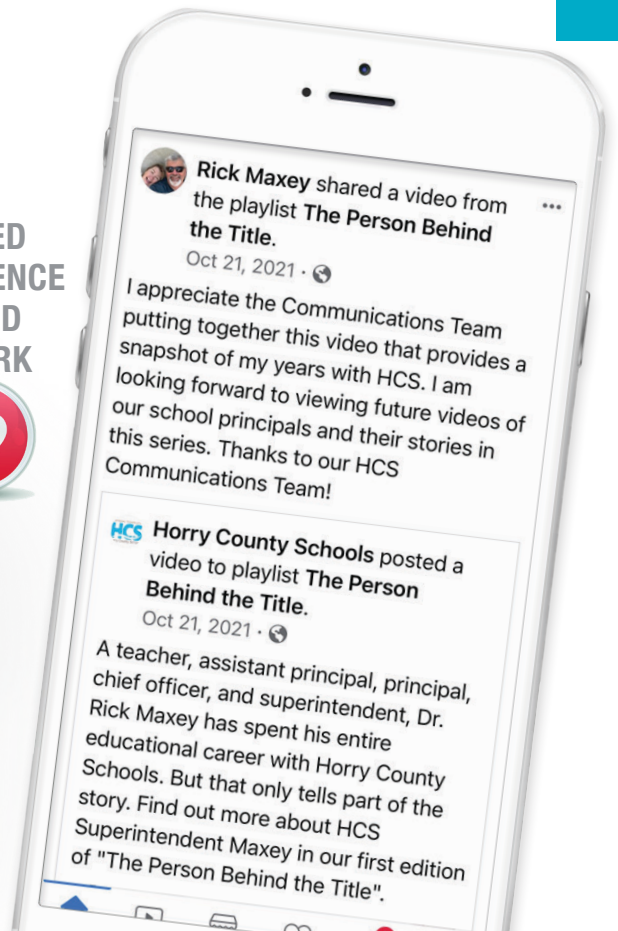 ED
ENCE
D
RK
Rick Maxey shared a video from
the playlist The Person Behind
the Title.
Oct 21, 2021 ·
I appreciate the Communications Team
putting together this video that provides a
snapshot of my years with HCS. I am
looking forward to viewing future videos of
our school principals and their stories in
this series. Thanks to our HCS
Communications Team!
HCS
Horry County Schools posted a
video to playlist The Person
Behind the Title.
Oct 21, 2021 ·
A teacher, assistant principal, principal,
chief officer, and superintendent, Dr.
Rick Maxey has spent his entire
educational career with Horry County
Schools. But that only tells part of the
story. Find out more about HCS
Superintendent Maxey in our first edition
of "The Person Behind the Title".